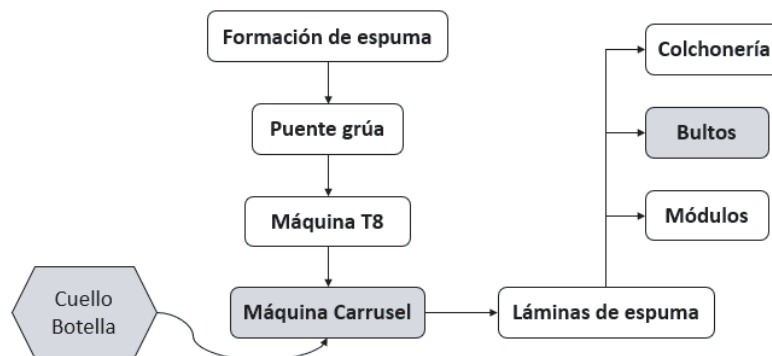 Formación de espuma
Puente grúa
Máquina T8
Cuello
Botella
Máquina Carrusel
Láminas de espuma
Colchonería
Bultos
Módulos